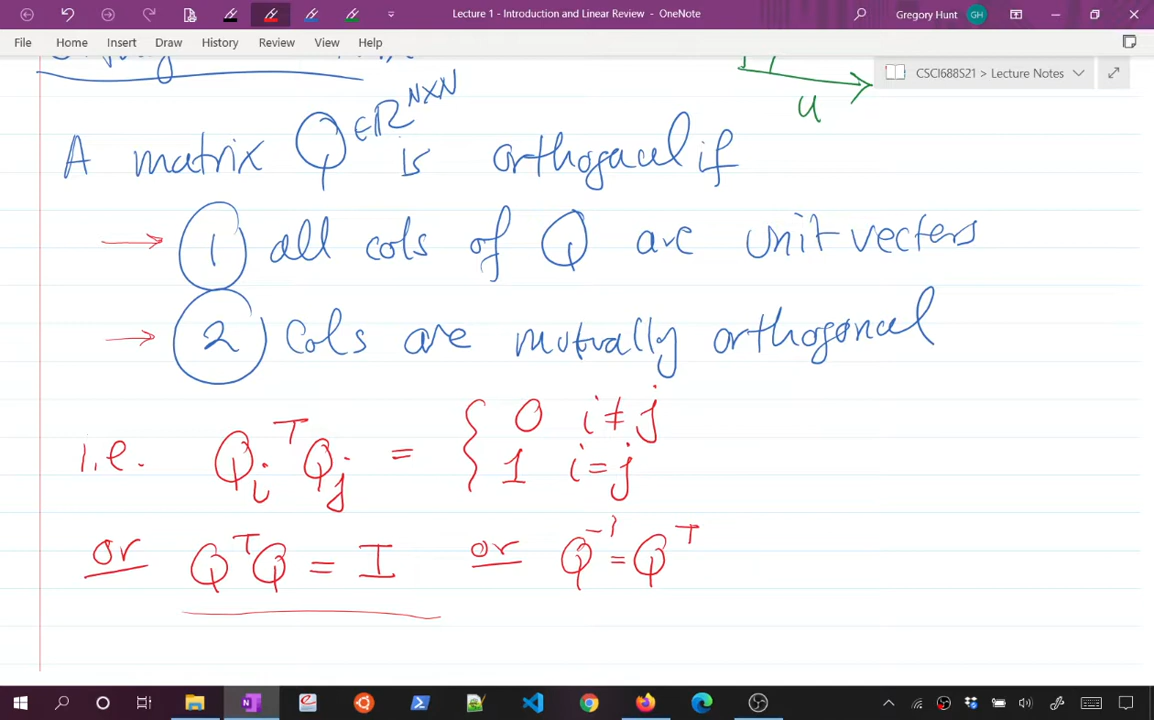 Lecture 1 - Introduction and Linear Review - OneNote
Gregory Hunt GH
File Home Insert Draw History Review View Help
CSCI688S21 > Lecture Notes
u
A matrix Q ∈ ℝ^{N×N} is orthogonal if
→ ① all cols of Q are unit vectors
→ ② Cols are mutually orthogonal
i.e. Q_i^T Q_j = { 0 i ≠ j
1 i = j
or Q^T Q = I or Q^{-1} = Q^T